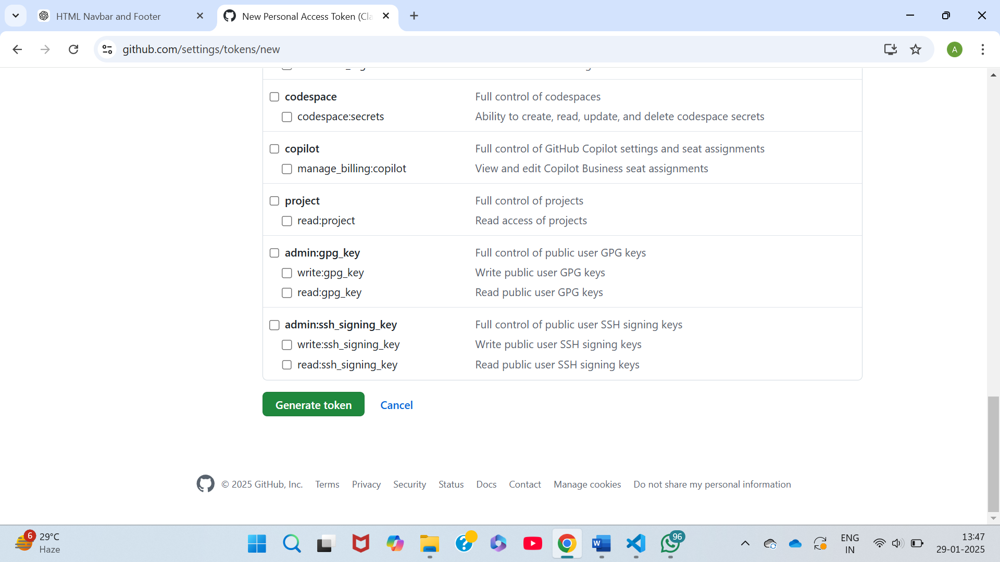 HTML Navbar and Footer
New Personal Access Token (Cla
github.com/settings/tokens/new
A
codespace Full control of codespaces
codespace:secrets Ability to create, read, update, and delete codespace secrets
copilot Full control of GitHub Copilot settings and seat assignments
manage_billing:copilot View and edit Copilot Business seat assignments
project Full control of projects
read:project Read access of projects
admin:gpg_key Full control of public user GPG keys
write:gpg_key Write public user GPG keys
read:gpg_key Read public user GPG keys
admin:ssh_signing_key Full control of public user SSH signing keys
write:ssh_signing_key Write public user SSH signing keys
read:ssh_signing_key Read public user SSH signing keys
Generate token Cancel
© 2025 GitHub, Inc. Terms Privacy Security Status Docs Contact Manage cookies Do not share my personal information
6
29°C
Haze
96
ENG
IN
13:47
29-01-2025